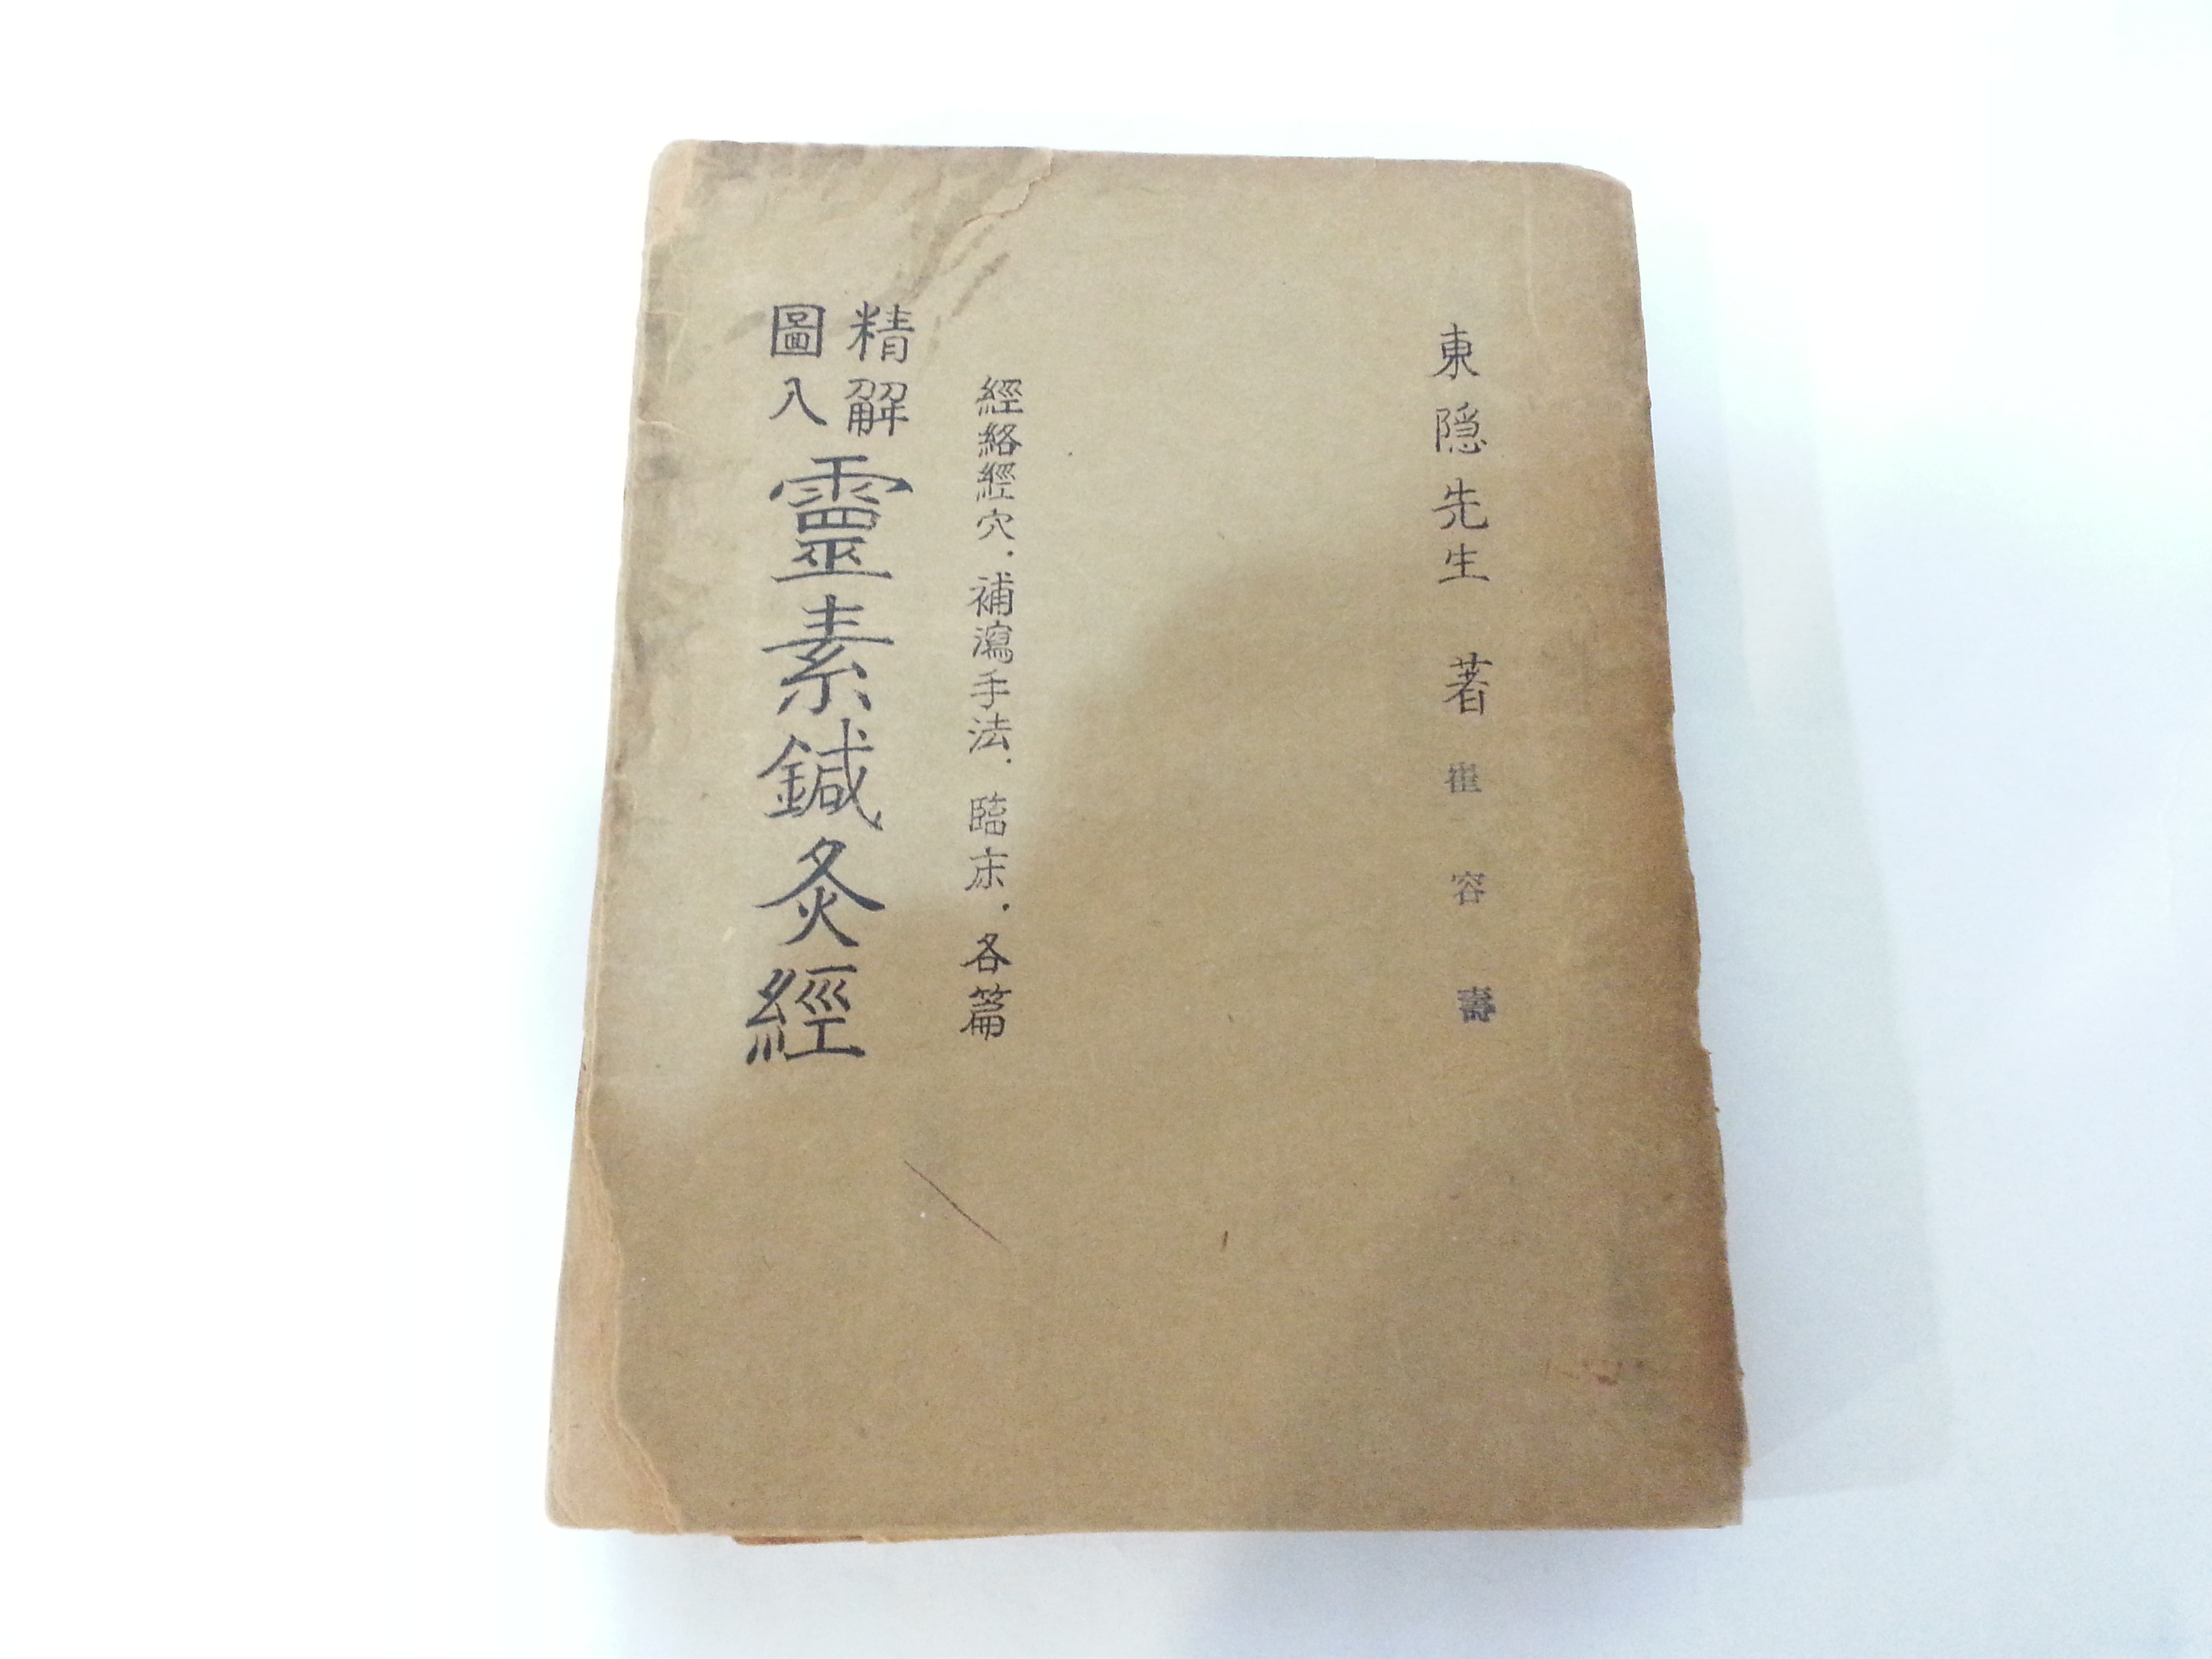 東隐先生 著 崔容壽
經絡經穴．補瀉手法．臨床．各篇
精解
圖入
靈素鍼灸經